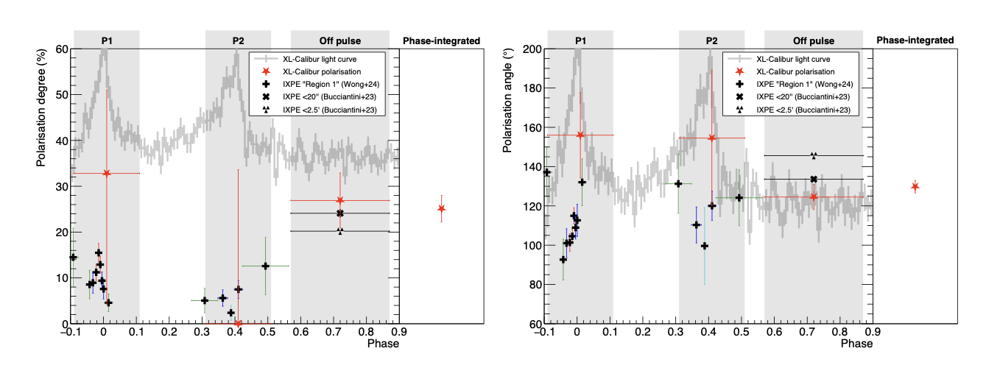 P1 P2 Off pulse Phase-integrated
Polarisation degree (%)
60
50
40
30
20
10
0
XL-Calibur light curve
XL-Calibur polarisation
IXPE "Region 1" (Wong+24)
IXPE <20" (Bucciantini+23)
IXPE <2.5' (Bucciantini+23)
−0.1 0 0.1 0.2 0.3 0.4 0.5 0.6 0.7 0.8 0.9
Phase
P1 P2 Off pulse Phase-integrated
Polarisation angle (°)
200
180
160
140
120
100
80
60
XL-Calibur light curve
XL-Calibur polarisation
IXPE "Region 1" (Wong+24)
IXPE <20" (Bucciantini+23)
IXPE <2.5' (Bucciantini+23)
−0.1 0 0.1 0.2 0.3 0.4 0.5 0.6 0.7 0.8 0.9
Phase